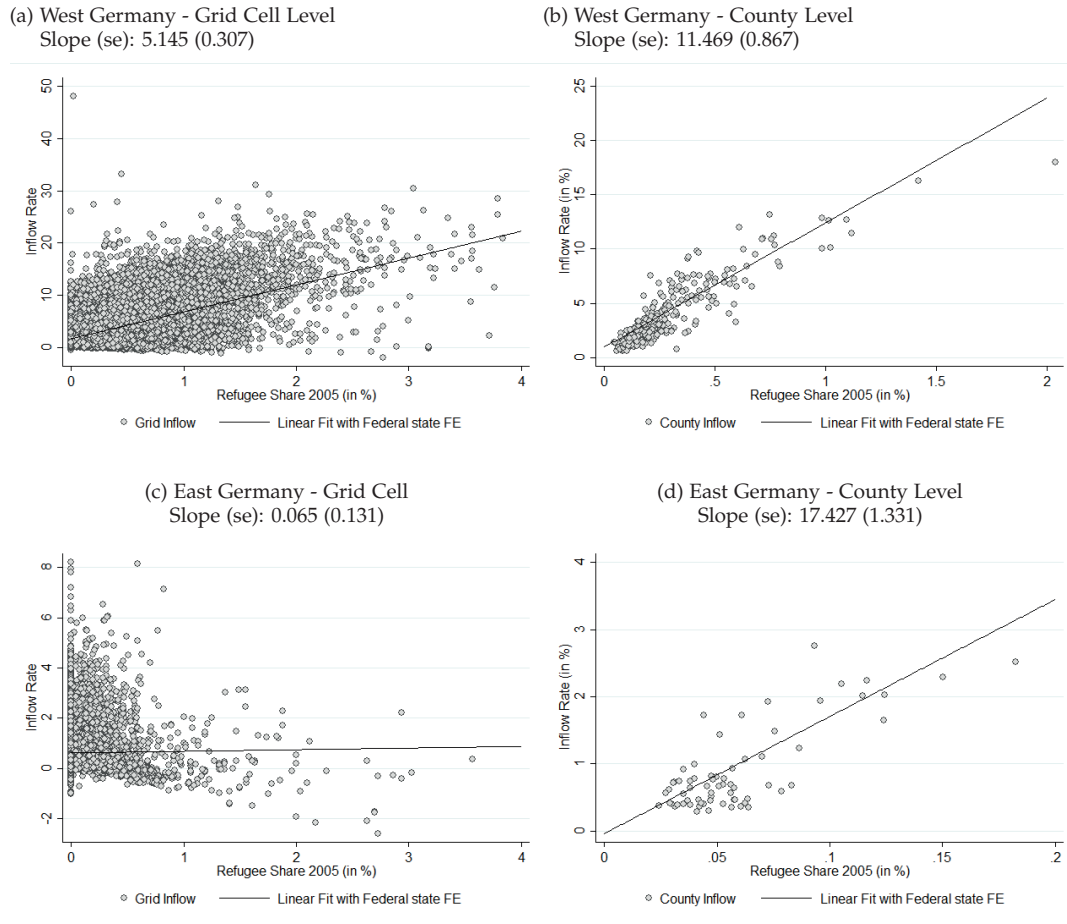 (a) West Germany - Grid Cell Level
Slope (se): 5.145 (0.307)
Inflow Rate
50
40
30
20
10
0
0 1 2 3 4
Refugee Share 2005 (in %)
Grid Inflow Linear Fit with Federal state FE
(b) West Germany - County Level
Slope (se): 11.469 (0.867)
Inflow Rate (in %)
25
20
15
10
5
0
0 .5 1 1.5 2
Refugee Share 2005 (in %)
County Inflow Linear Fit with Federal state FE
(c) East Germany - Grid Cell
Slope (se): 0.065 (0.131)
Inflow Rate
8
6
4
2
0
-2
0 1 2 3 4
Refugee Share 2005 (in %)
Grid Inflow Linear Fit with Federal state FE
(d) East Germany - County Level
Slope (se): 17.427 (1.331)
Inflow Rate (in %)
4
3
2
1
0
0 .05 .1 .15 .2
Refugee Share 2005 (in %)
County Inflow Linear Fit with Federal state FE